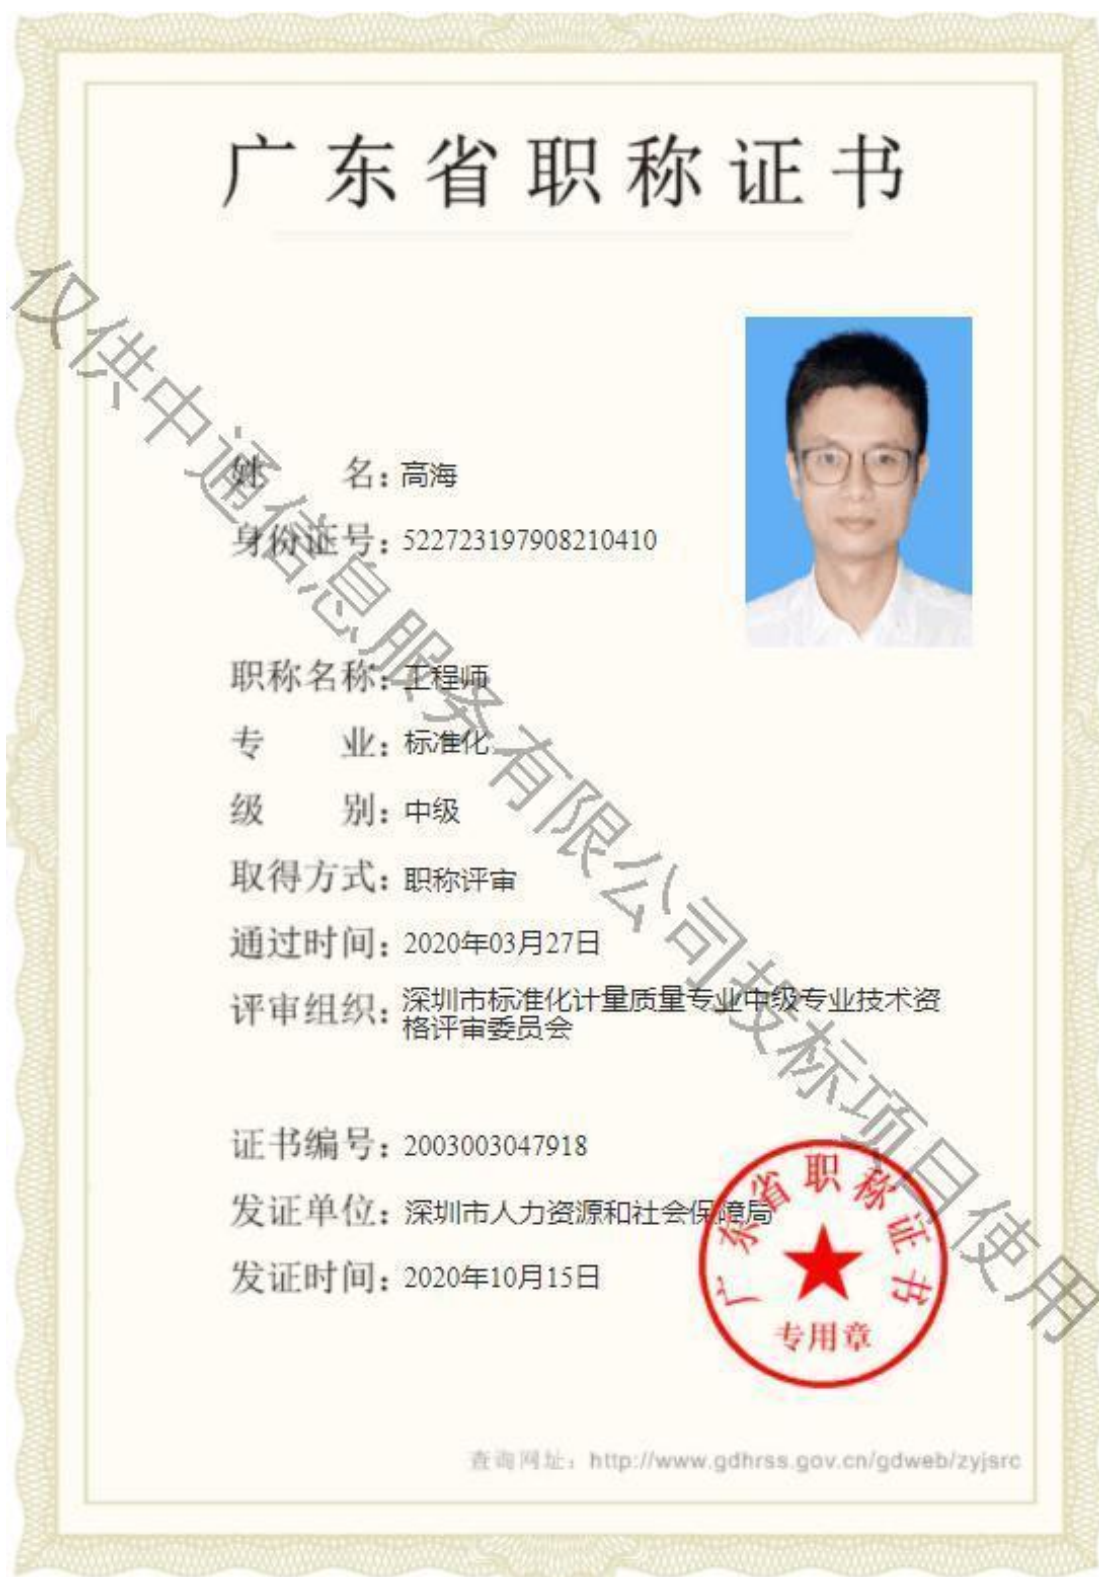 广东省职称证书
姓名：高海
身份证号：522723197908210410
职称名称：工程师
专业：标准化
级别：中级
取得方式：职称评审
通过时间：2020年03月27日
评审组织：深圳市标准化计量质量专业中级专业技术资
格评审委员会
证书编号：2003003047918
发证单位：深圳市人力资源和社会保障局
发证时间：2020年10月15日
广东省职称证书
专用章
查询网址：http://www.gdhrss.gov.cn/gdweb/zyjsrc
仅供中通信息服务有限公司投标项目使用